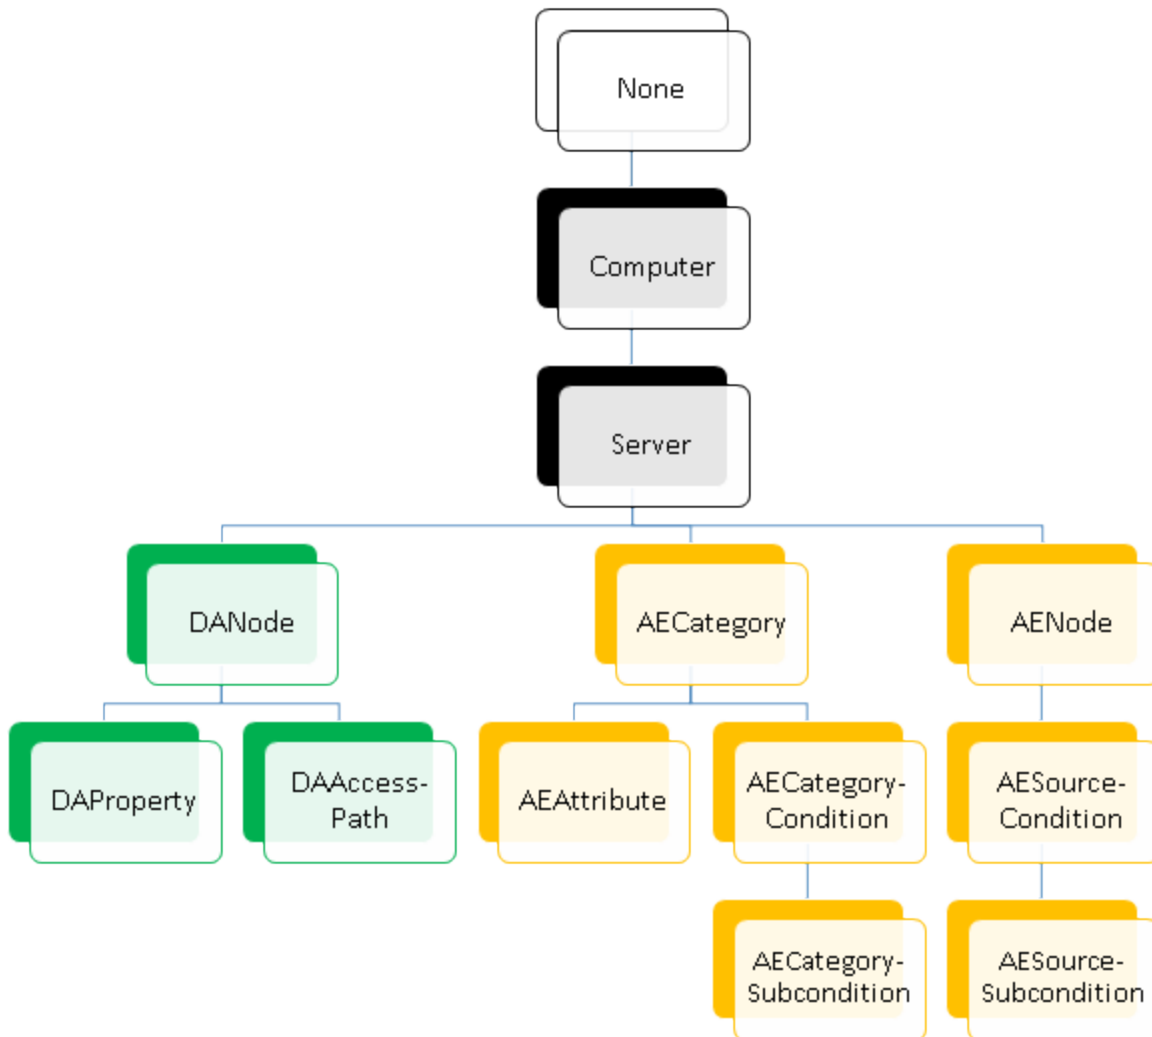 None
Computer
Server
DANode
AECategory
AENode
DAProperty
DAAccess-
Path
AEAttribute
AECategory-
Condition
AESource-
Condition
AECategory-
Subcondition
AESource-
Subcondition